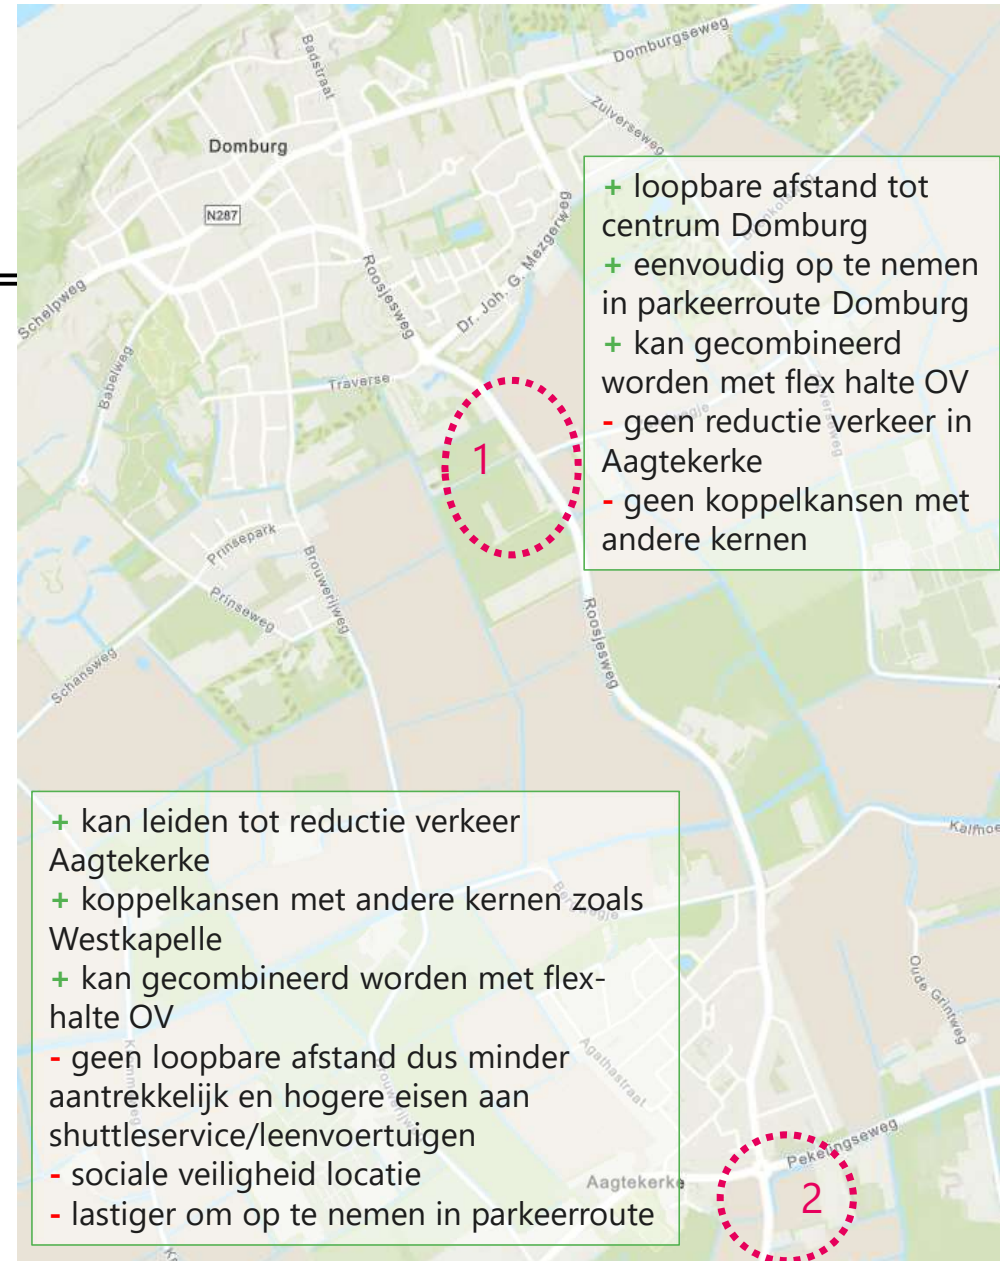 Domburgseweg
Badstraat
Zuiverseweg
Domburg
N287
Roosjesweg
Dr. Joh. G. Mezgerweg
Schelpweg
Babelweg
Traverse
+ loopbare afstand tot
centrum Domburg
+ eenvoudig op te nemen
in parkeerroute Domburg
+ kan gecombineerd
worden met flex halte OV
- geen reductie verkeer in
Aagtekerke
- geen koppelkansen met
andere kernen
1
Prinsepark
Prinseweg
Brouwerijweg
Schansweg
Roosjesweg
+ kan leiden tot reductie verkeer
Aagtekerke
+ koppelkansen met andere kernen zoals
Westkapelle
+ kan gecombineerd worden met flex-
halte OV
- geen loopbare afstand dus minder
aantrekkelijk en hogere eisen aan
shuttleservice/leenvoertuigen
- sociale veiligheid locatie
- lastiger om op te nemen in parkeerroute
Kalfhoe
Oude Grintweg
Agathastraat
Pekelingseweg
Aagtekerke
2